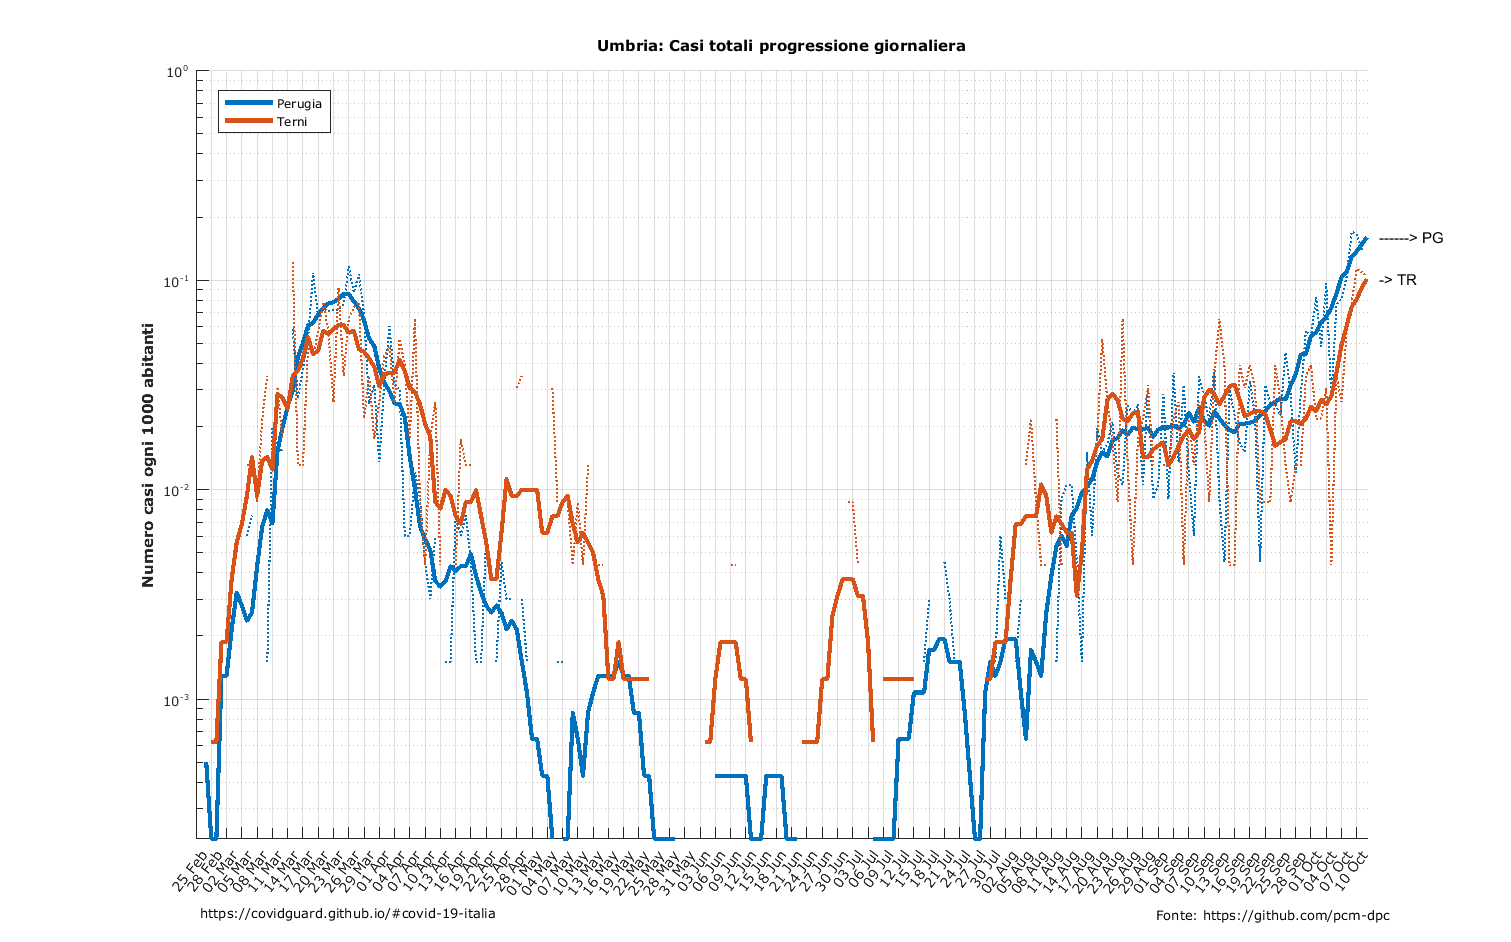 Umbria: Casi totali progressione giornaliera
10^0
10^-1
10^-2
10^-3
Numero casi ogni 1000 abitanti
Perugia
Terni
------> PG
-> TR
25 Feb
28 Feb
02 Mar
05 Mar
08 Mar
11 Mar
14 Mar
17 Mar
20 Mar
23 Mar
26 Mar
29 Mar
01 Apr
04 Apr
07 Apr
10 Apr
13 Apr
16 Apr
19 Apr
22 Apr
25 Apr
28 Apr
01 May
04 May
07 May
10 May
13 May
16 May
19 May
22 May
25 May
28 May
31 May
03 Jun
06 Jun
09 Jun
12 Jun
15 Jun
18 Jun
21 Jun
24 Jun
27 Jun
30 Jun
03 Jul
06 Jul
09 Jul
12 Jul
15 Jul
18 Jul
21 Jul
24 Jul
27 Jul
30 Jul
02 Aug
05 Aug
08 Aug
11 Aug
14 Aug
17 Aug
20 Aug
23 Aug
26 Aug
29 Aug
01 Sep
04 Sep
07 Sep
10 Sep
13 Sep
16 Sep
19 Sep
22 Sep
25 Sep
28 Sep
01 Oct
04 Oct
07 Oct
10 Oct
https://covidguard.github.io/#covid-19-italia
Fonte: https://github.com/pcm-dpc